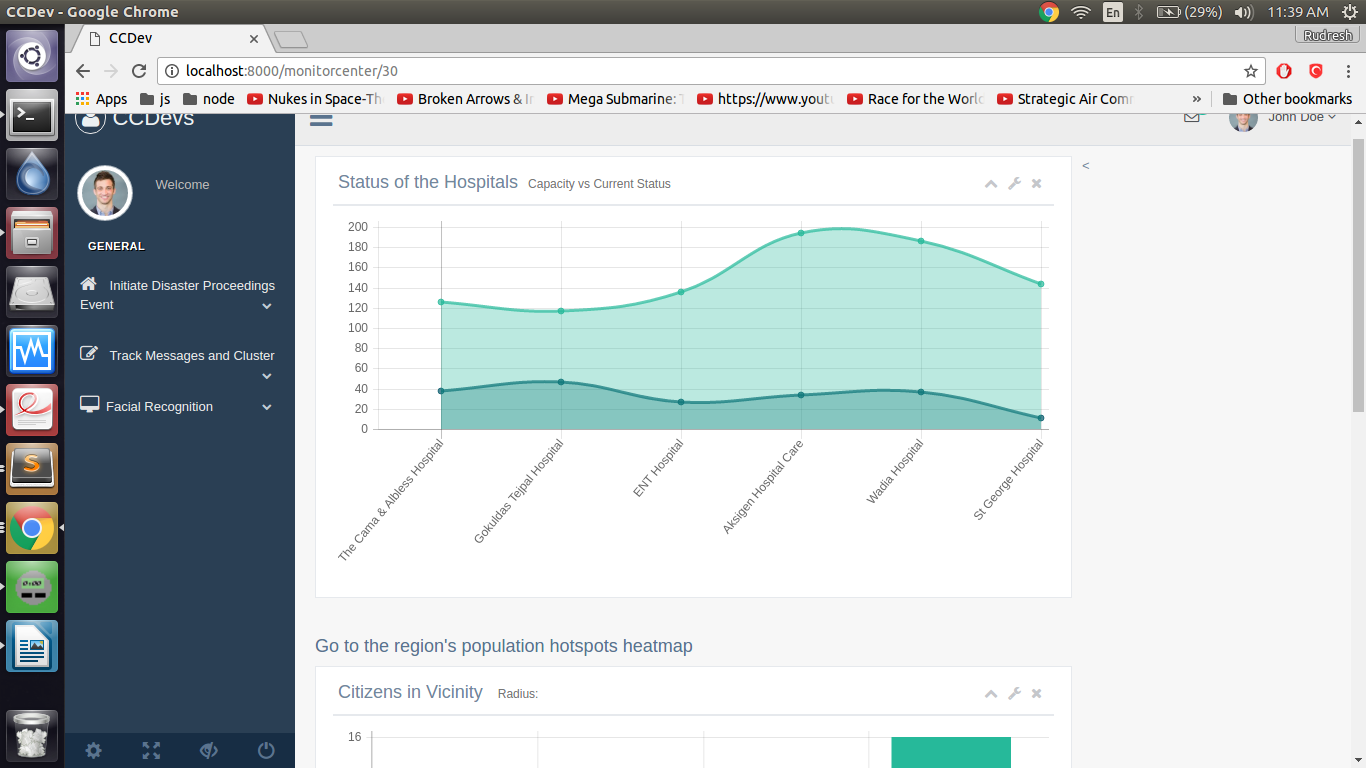 CCDev - Google Chrome
En
(29%)
11:39 AM
CCDev
Rudresh
localhost:8000/monitorcenter/30
Apps
js
node
Nukes in Space-Th
Broken Arrows & I
Mega Submarine:
https://www.yout
Race for the Worl
Strategic Air Com
»
Other bookmarks
CCDevs
John Doe
Welcome
GENERAL
Initiate Disaster Proceedings
Event
Track Messages and Cluster
Facial Recognition
<
Status of the Hospitals Capacity vs Current Status
200
180
160
140
120
100
80
60
40
20
0
The Cama & Albless Hospital
Gokuldas Tejpal Hospital
ENT Hospital
Aksigen Hospital Care
Wadia Hospital
St George Hospital
Go to the region's population hotspots heatmap
Citizens in Vicinity Radius:
16